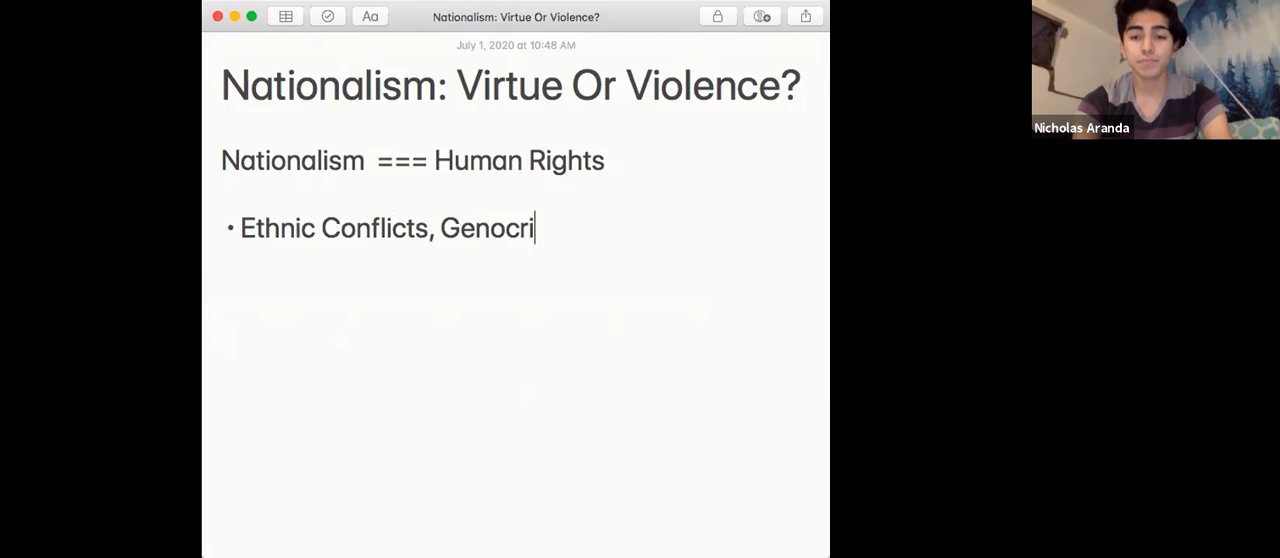 Aa
Nationalism: Virtue Or Violence?
July 1, 2020 at 10:48 AM
Nationalism: Virtue Or Violence?
Nationalism === Human Rights
• Ethnic Conflicts, Genocri
Nicholas Aranda